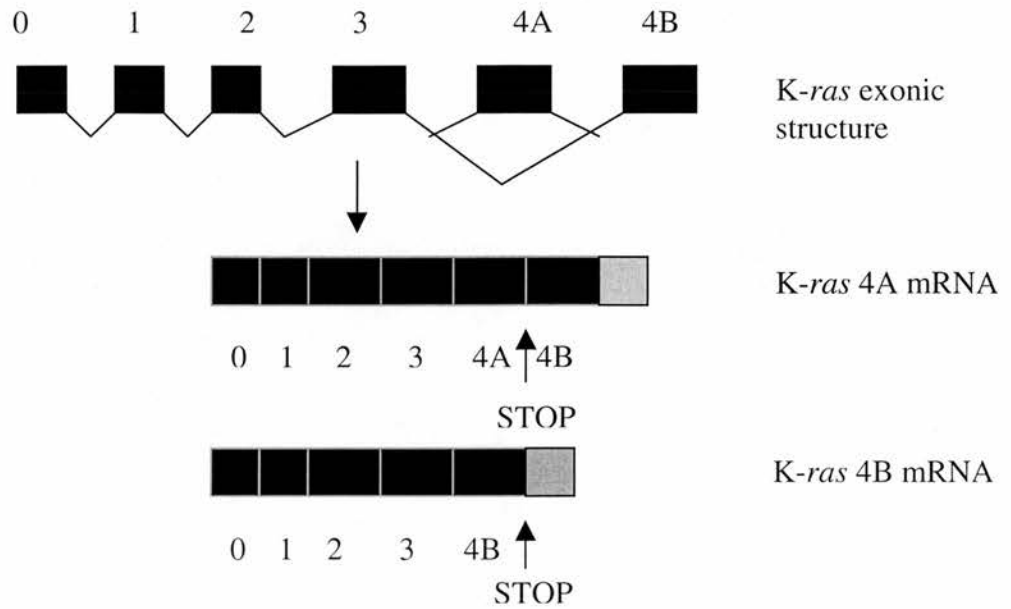 0 1 2 3 4A 4B
K-ras exonic
structure
K-ras 4A mRNA
0 1 2 3 4A 4B
STOP
K-ras 4B mRNA
0 1 2 3 4B
STOP